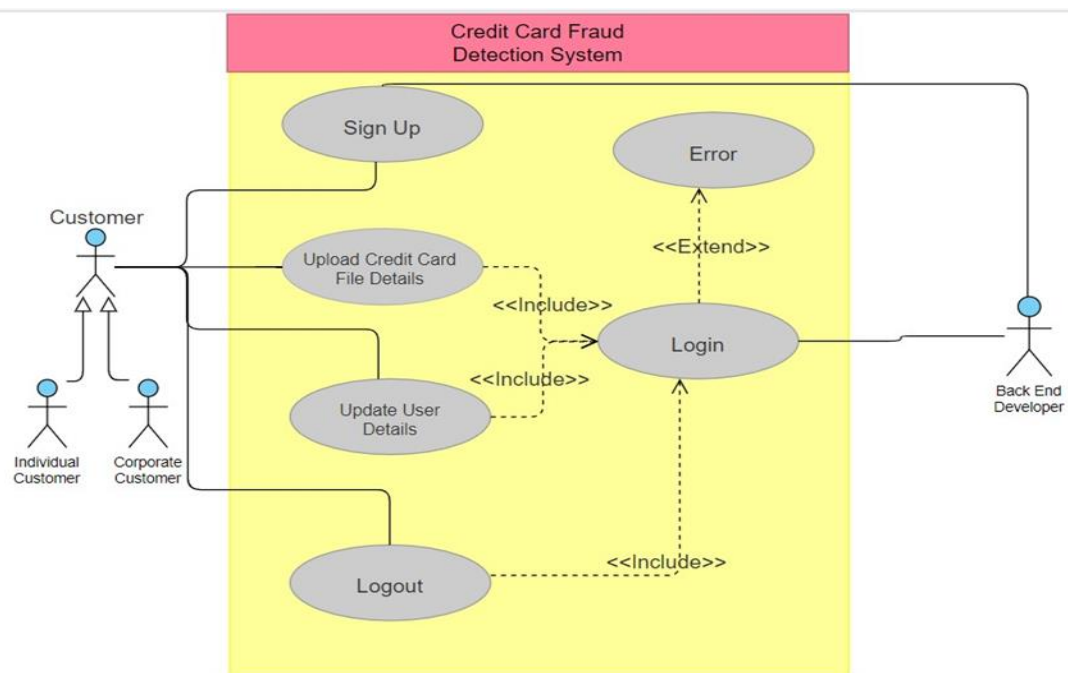 Credit Card Fraud
Detection System
Sign Up
Error
Customer
<<Extend>>
Upload Credit Card
File Details
<<Include>>
Login
<<Include>>
Update User
Details
Back End
Developer
Individual
Customer
Corporate
Customer
<<Include>>
Logout